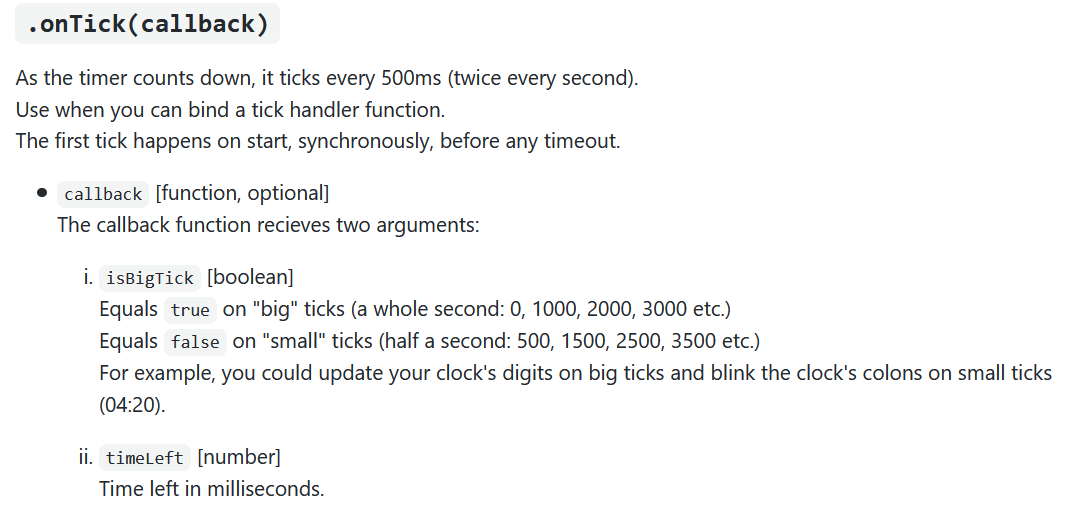 .onTick(callback)
As the timer counts down, it ticks every 500ms (twice every second).
Use when you can bind a tick handler function.
The first tick happens on start, synchronously, before any timeout.
• callback [function, optional]
The callback function recieves two arguments:
i. isBigTick [boolean]
Equals true on "big" ticks (a whole second: 0, 1000, 2000, 3000 etc.)
Equals false on "small" ticks (half a second: 500, 1500, 2500, 3500 etc.)
For example, you could update your clock's digits on big ticks and blink the clock's colons on small ticks
(04:20).
ii. timeLeft [number]
Time left in milliseconds.